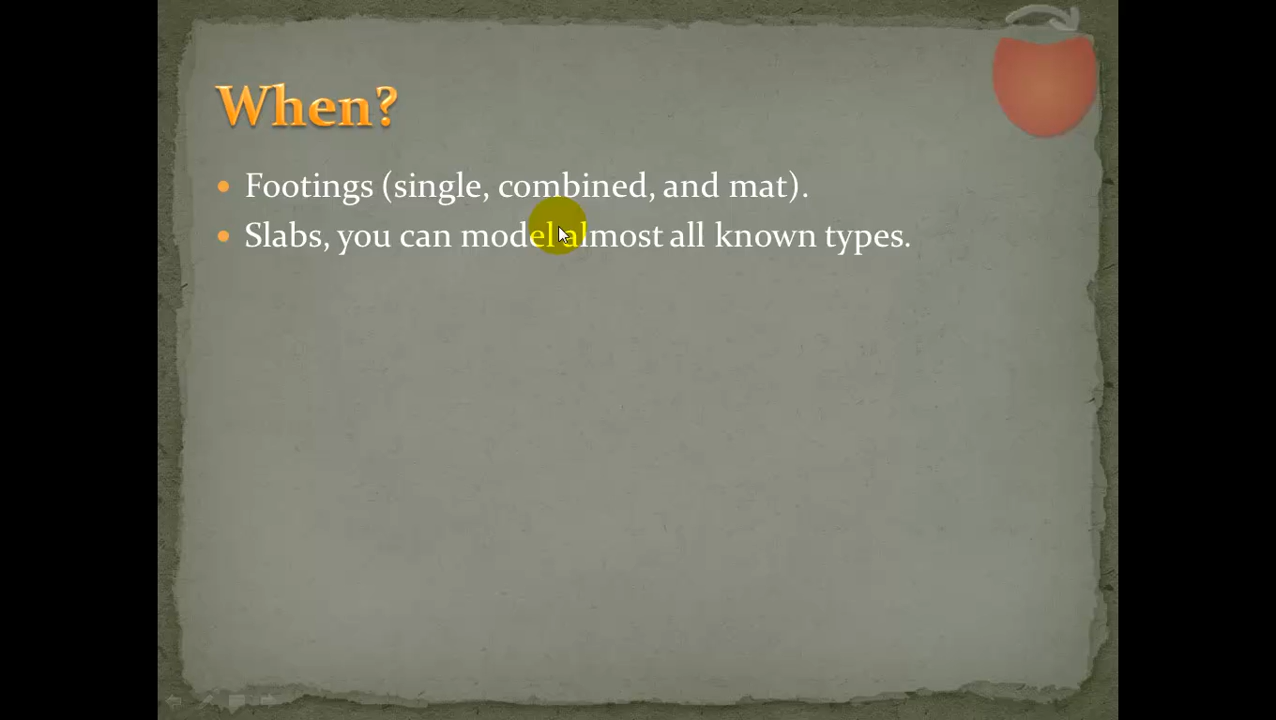 When?
• Footings (single, combined, and mat).
• Slabs, you can model almost all known types.